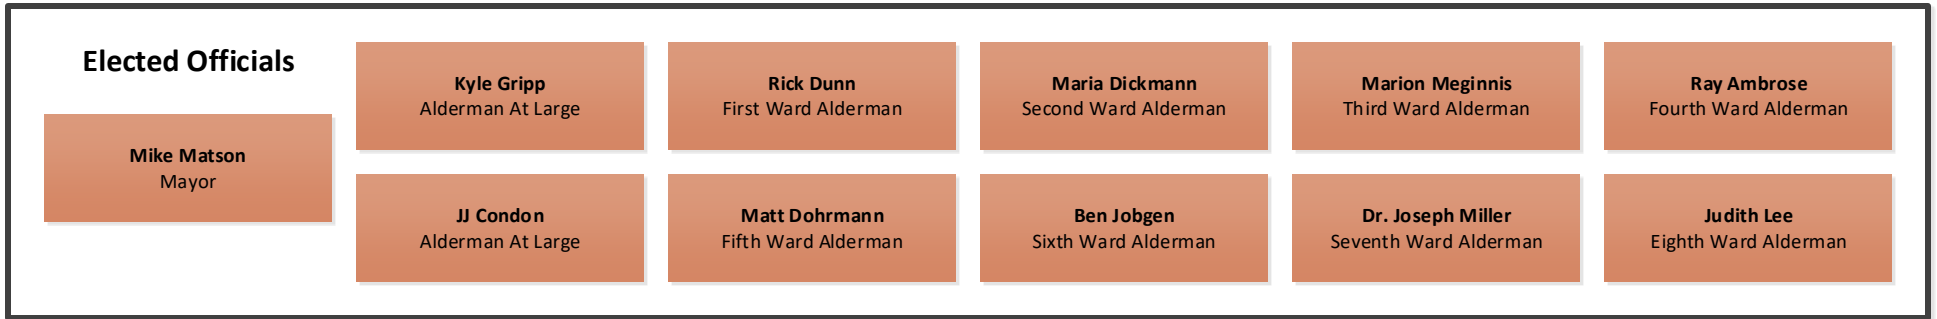 Elected Officials
Mike Matson
Mayor
Kyle Gripp
Alderman At Large
Rick Dunn
First Ward Alderman
Maria Dickmann
Second Ward Alderman
Marion Meginnis
Third Ward Alderman
Ray Ambrose
Fourth Ward Alderman
JJ Condon
Alderman At Large
Matt Dohrmann
Fifth Ward Alderman
Ben Jobgen
Sixth Ward Alderman
Dr. Joseph Miller
Seventh Ward Alderman
Judith Lee
Eighth Ward Alderman